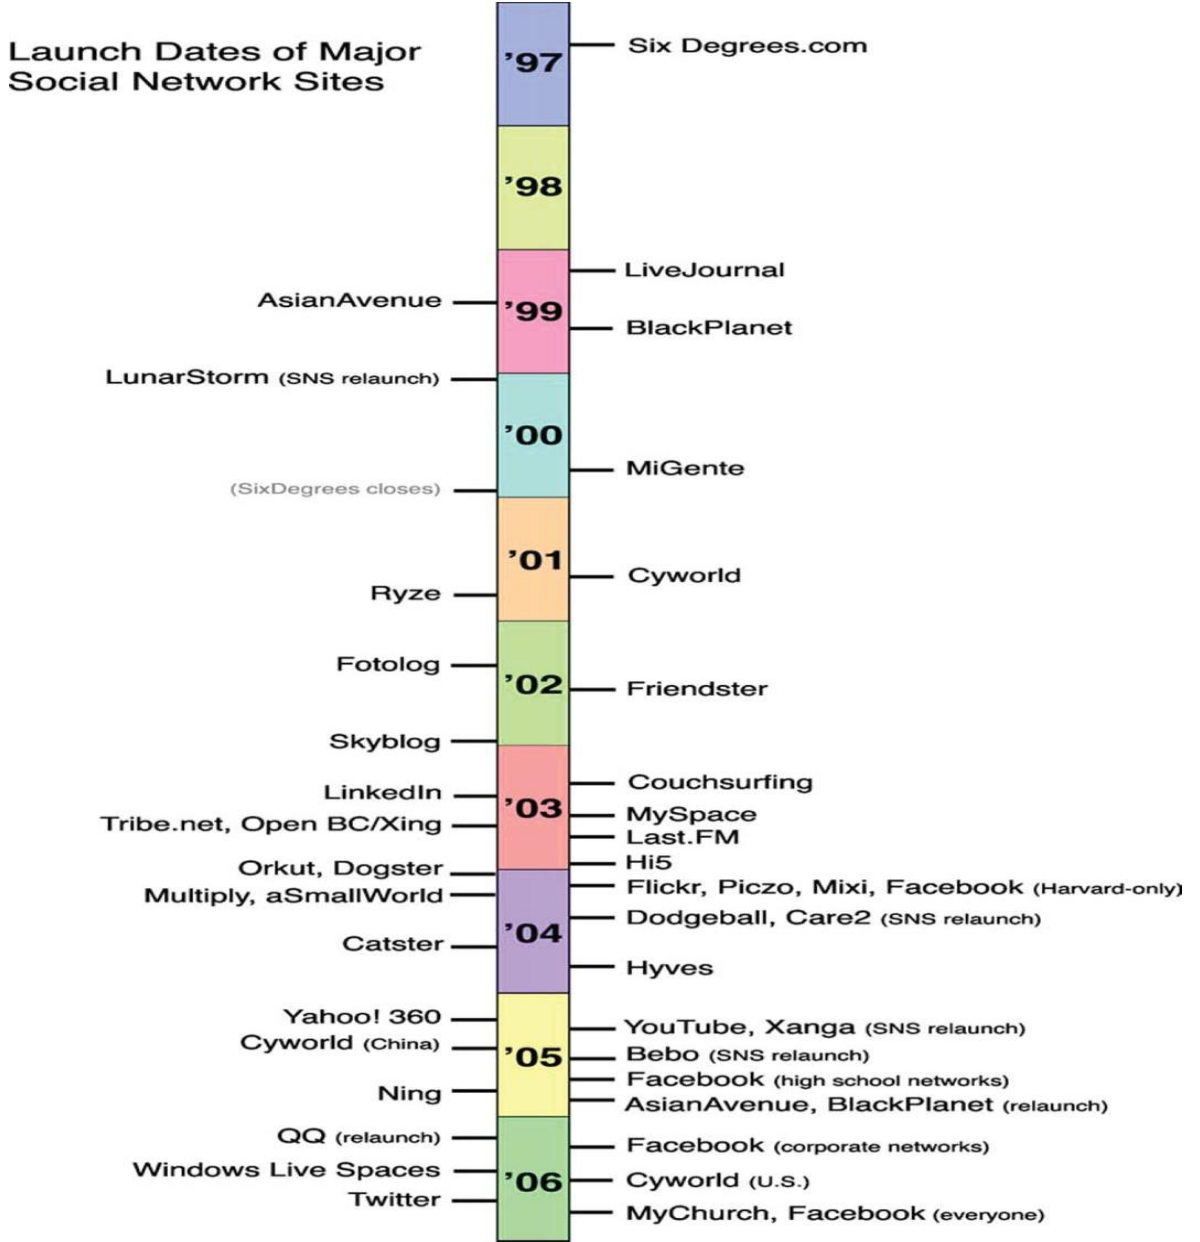 Launch Dates of Major
Social Network Sites
’97
Six Degrees.com
’98
LiveJournal
AsianAvenue
’99
BlackPlanet
LunarStorm (SNS relaunch)
’00
MiGente
(SixDegrees closes)
’01
Cyworld
Ryze
Fotolog
’02
Friendster
Skyblog
Couchsurfing
LinkedIn
’03
MySpace
Tribe.net, Open BC/Xing
Last.FM
Hi5
Orkut, Dogster
Flickr, Piczo, Mixi, Facebook (Harvard-only)
Multiply, aSmallWorld
Dodgeball, Care2 (SNS relaunch)
’04
Catster
Hyves
Yahoo! 360
YouTube, Xanga (SNS relaunch)
Cyworld (China)
’05
Bebo (SNS relaunch)
Facebook (high school networks)
Ning
AsianAvenue, BlackPlanet (relaunch)
QQ (relaunch)
Facebook (corporate networks)
Windows Live Spaces
’06
Cyworld (U.S.)
Twitter
MyChurch, Facebook (everyone)